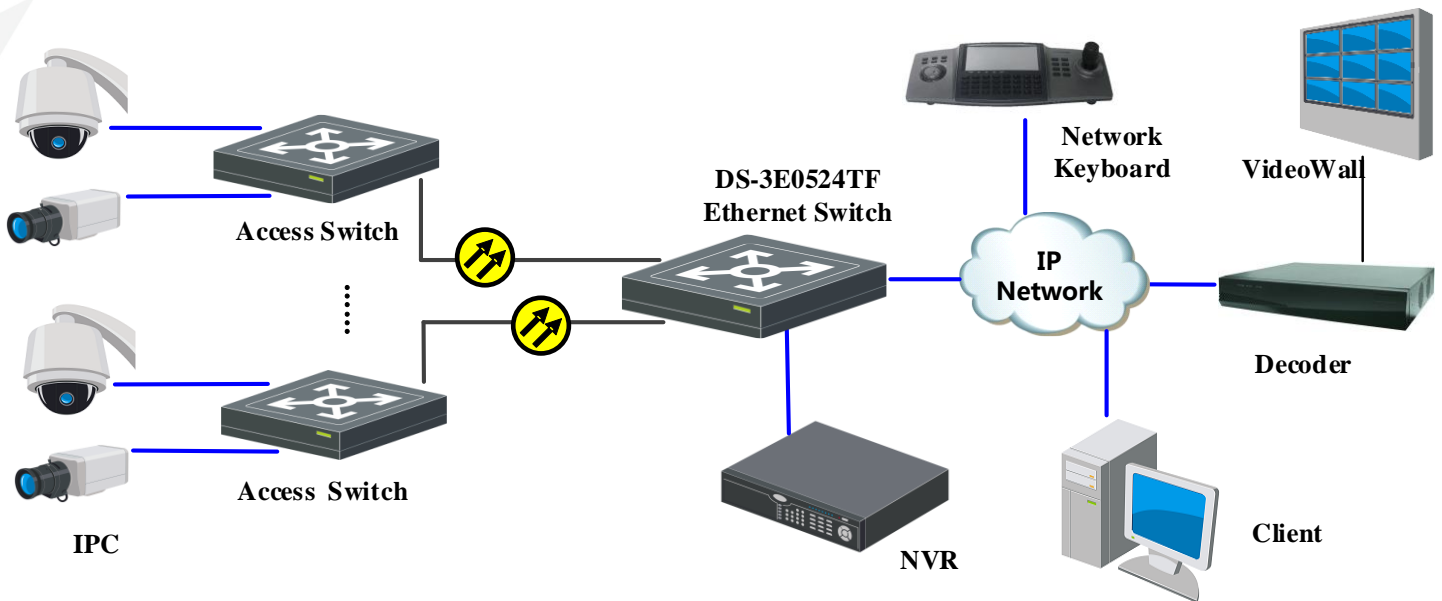 Network
Keyboard
VideoWall
DS-3E0524TF
Ethernet Switch
Access Switch
IP
Network
Decoder
Access Switch
IPC
NVR
Client